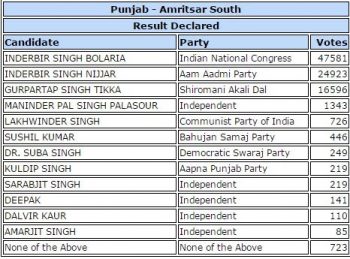 Punjab - Amritsar South
Result Declared
Candidate Party Votes
INDERBIR SINGH BOLARIA Indian National Congress 47581
INDERBIR SINGH NIJJAR Aam Aadmi Party 24923
GURPARTAP SINGH TIKKA Shiromani Akali Dal 16596
MANINDER PAL SINGH PALASOUR Independent 1343
LAKHWINDER SINGH Communist Party of India 726
SUSHIL KUMAR Bahujan Samaj Party 446
DR. SUBA SINGH Democratic Swaraj Party 249
KULDIP SINGH Aapna Punjab Party 219
SARABJIT SINGH Independent 219
DEEPAK Independent 141
DALVIR KAUR Independent 110
AMARJIT SINGH Independent 85
None of the Above None of the Above 723